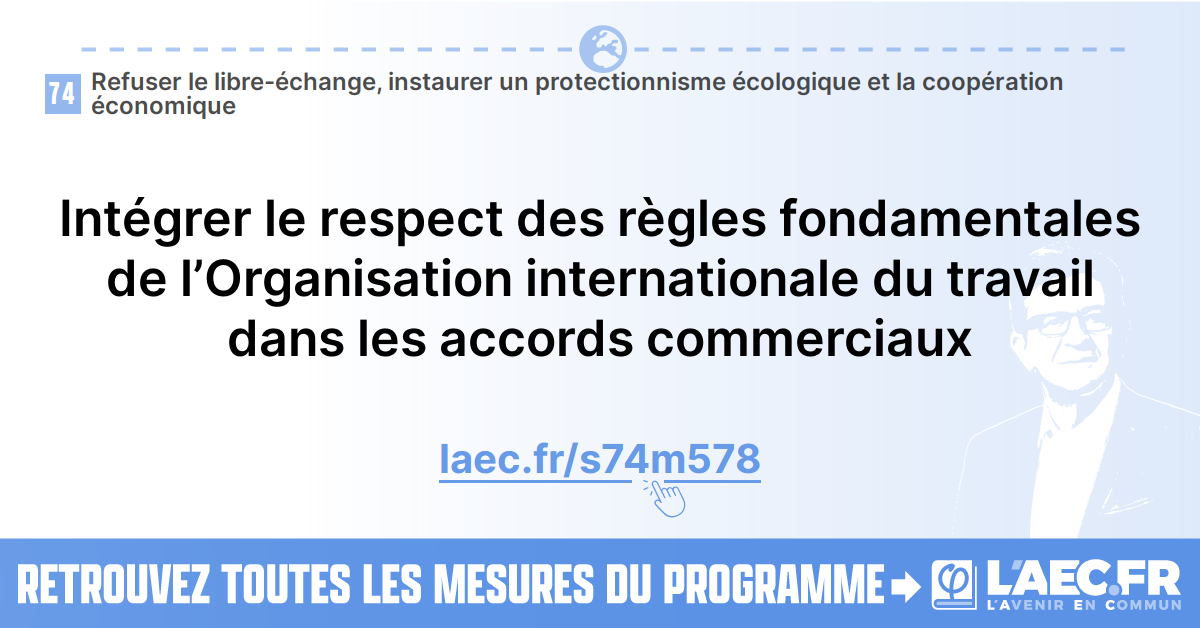 74
Refuser le libre-échange, instaurer un protectionnisme écologique et la coopération
économique
Intégrer le respect des règles fondamentales
de l’Organisation internationale du travail
dans les accords commerciaux
laec.fr/s74m578
RETROUVEZ TOUTES LES MESURES DU PROGRAMME
L'AEC.FR
L'AVENIR EN COMMUN